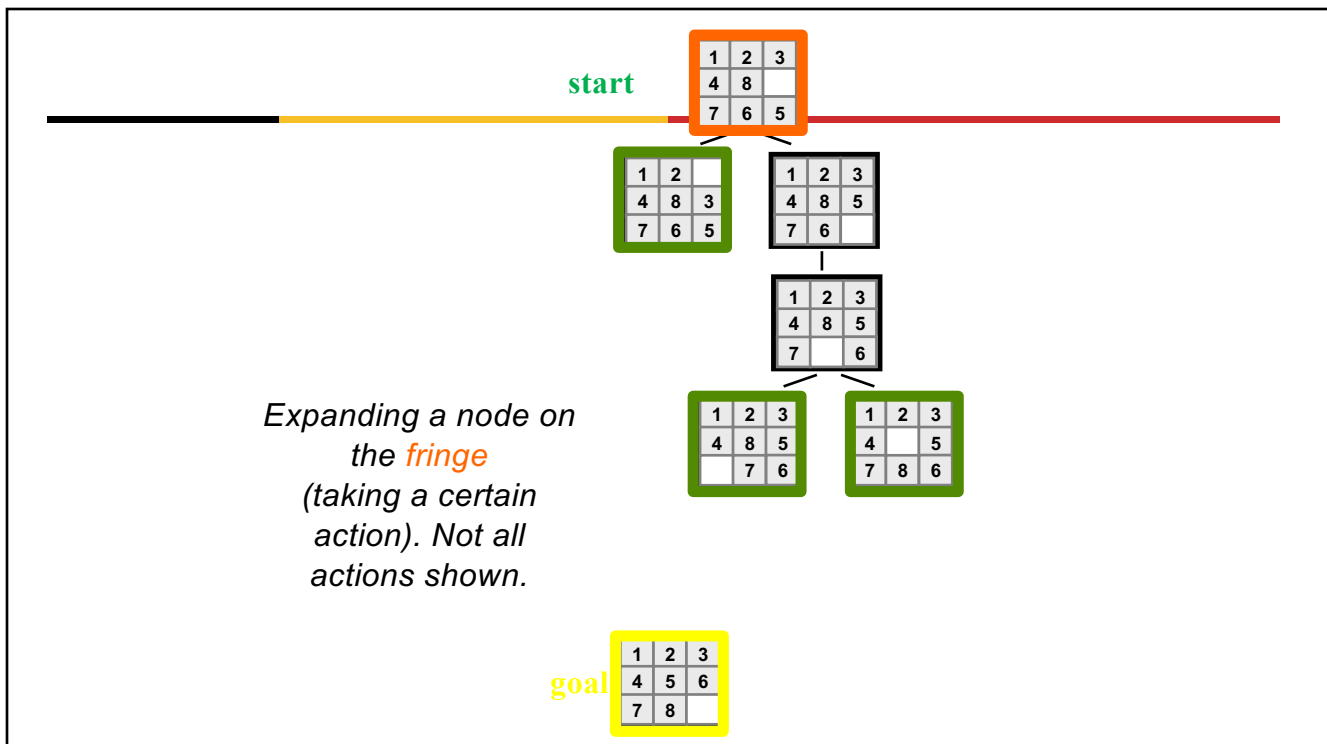 1 2 3
start
4 8
7 6 5
1 2
4 8 3
7 6 5
1 2 3
4 8 5
7 6
1 2 3
4 8 5
7 6
1 2 3
4 8 5
7 6
1 2 3
4 5
7 8 6
Expanding a node on
the fringe
(taking a certain
action). Not all
actions shown.
goal
1 2 3
4 5 6
7 8